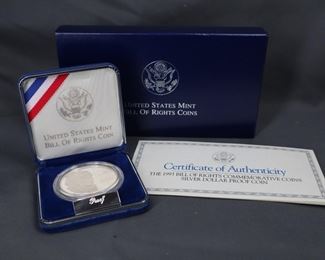 UNITED STATES MINT
BILL OF RIGHTS COINS
UNITED STATES MINT
BILL OF RIGHTS COIN
Proof
Certificate of Authenticity
THE 1993 BILL OF RIGHTS COMMEMORATIVE COINS
SILVER DOLLAR PROOF COIN